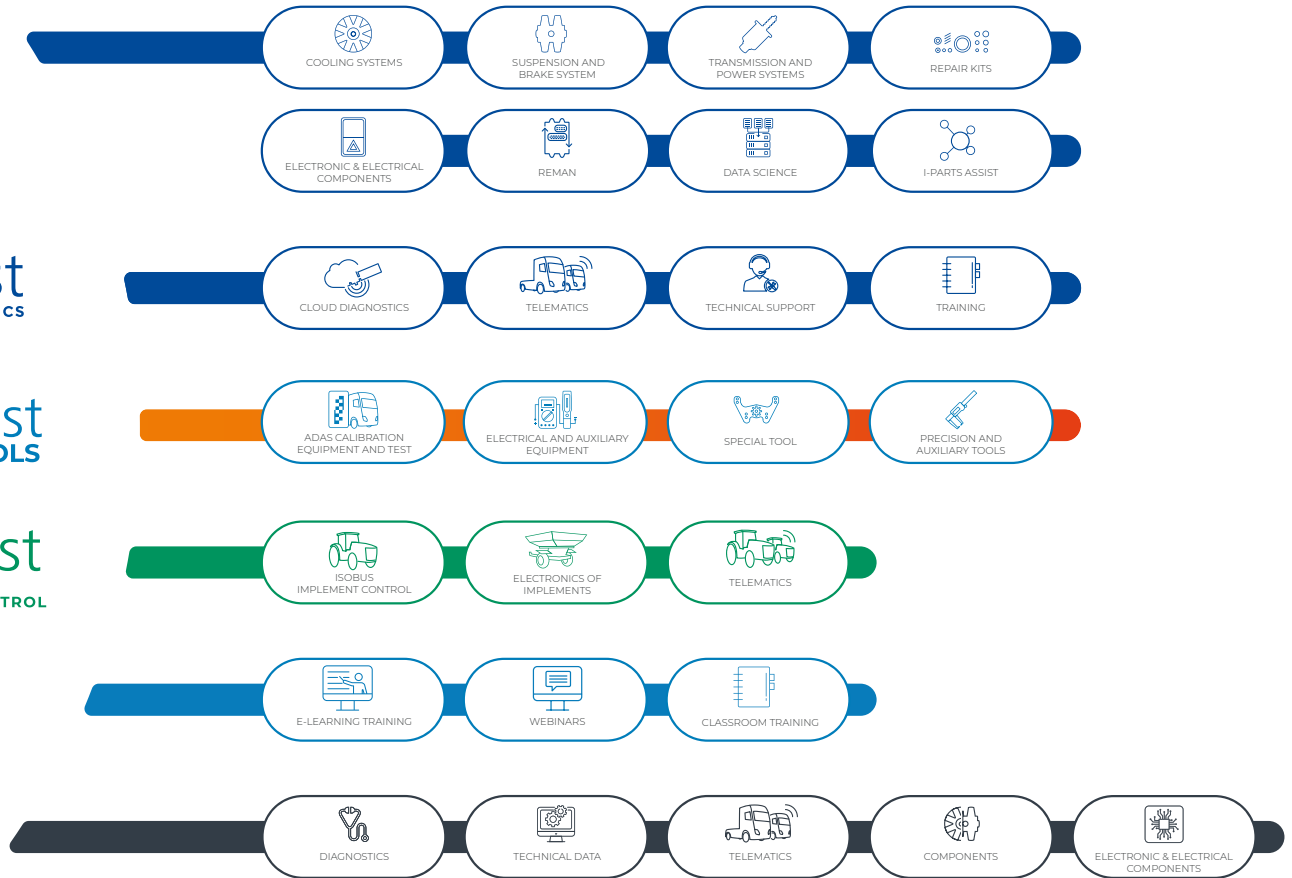 COOLING SYSTEMS
SUSPENSION AND
BRAKE SYSTEM
TRANSMISSION AND
POWER SYSTEMS
REPAIR KITS
ELECTRONIC & ELECTRICAL
COMPONENTS
REMAN
DATA SCIENCE
I-PARTS ASSIST
st
CS
CLOUD DIAGNOSTICS
TELEMATICS
TECHNICAL SUPPORT
TRAINING
st
OLS
ADAS CALIBRATION
EQUIPMENT AND TEST
ELECTRICAL AND AUXILIARY
EQUIPMENT
SPECIAL TOOL
PRECISION AND
AUXILIARY TOOLS
st
TROL
ISOBUS
IMPLEMENT CONTROL
ELECTRONICS OF
IMPLEMENTS
TELEMATICS
E-LEARNING TRAINING
WEBINARS
CLASSROOM TRAINING
DIAGNOSTICS
TECHNICAL DATA
TELEMATICS
COMPONENTS
ELECTRONIC & ELECTRICAL
COMPONENTS